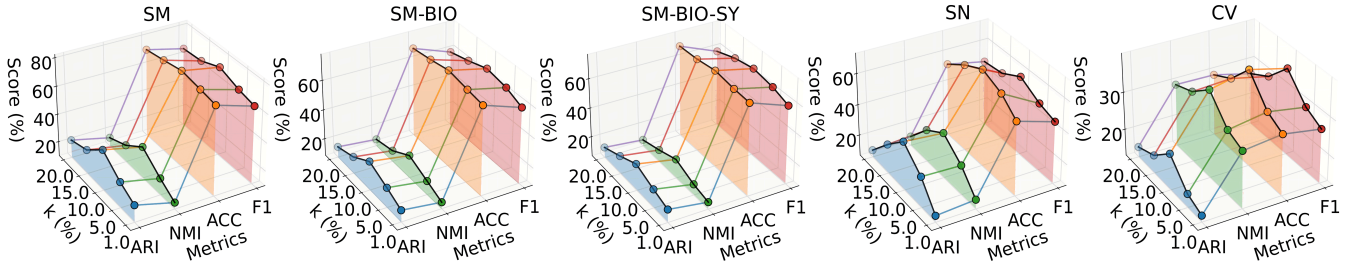 SM
Score (%)
80
60
40
20
20.0
15.0
10.0
5.0
1.0
K (%)
ARI
NMI
ACC
F1
Metrics
SM-BIO
Score (%)
60
40
20
20.0
15.0
10.0
5.0
1.0
K (%)
ARI
NMI
ACC
F1
Metrics
SM-BIO-SY
Score (%)
60
40
20
20.0
15.0
10.0
5.0
1.0
K (%)
ARI
NMI
ACC
F1
Metrics
SN
Score (%)
60
40
20
20.0
15.0
10.0
5.0
1.0
K (%)
ARI
NMI
ACC
F1
Metrics
CV
Score (%)
30
20
20.0
15.0
10.0
5.0
1.0
K (%)
ARI
NMI
ACC
F1
Metrics